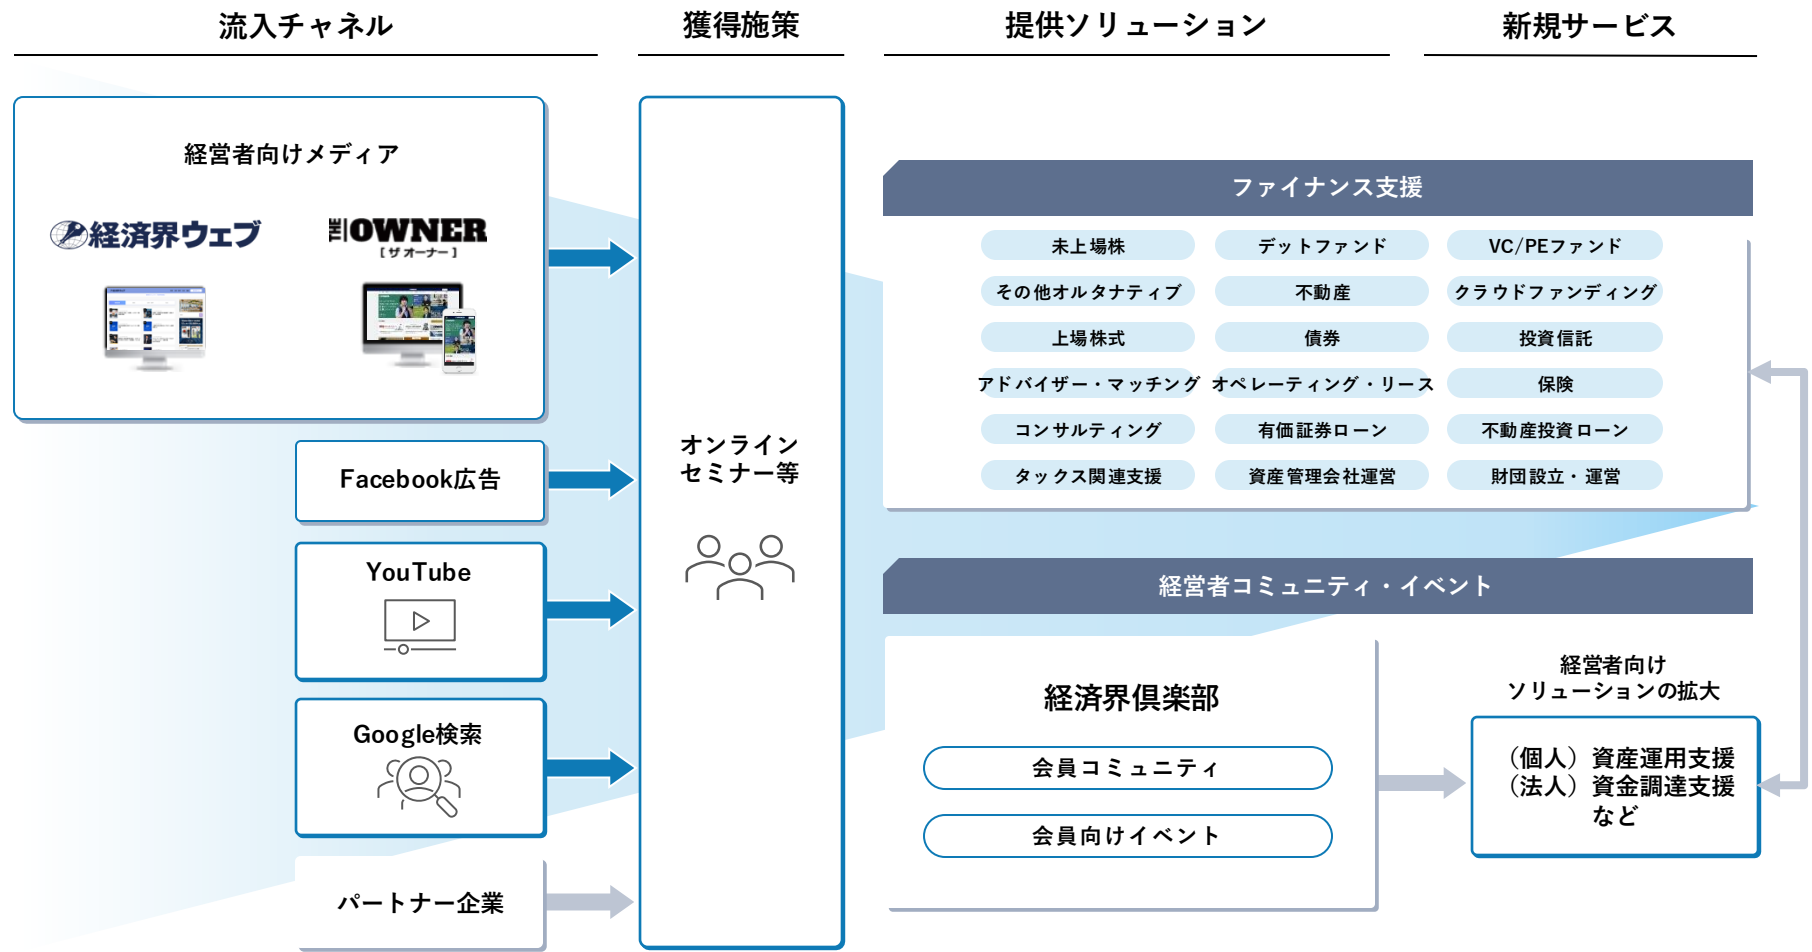 流入チャネル
獲得施策
提供ソリューション
新規サービス
経営者向けメディア
経済界ウェブ
THE OWNER
[ ザ オーナー ]
Facebook広告
YouTube
Google検索
パートナー企業
オンライン
セミナー等
ファイナンス支援
未上場株
デットファンド
VC/PEファンド
その他オルタナティブ
不動産
クラウドファンディング
上場株式
債券
投資信託
アドバイザー・マッチング
オペレーティング・リース
保険
コンサルティング
有価証券ローン
不動産投資ローン
タックス関連支援
資産管理会社運営
財団設立・運営
経営者コミュニティ・イベント
経済界倶楽部
会員コミュニティ
会員向けイベント
経営者向け
ソリューションの拡大
（個人）資産運用支援
（法人）資金調達支援
など